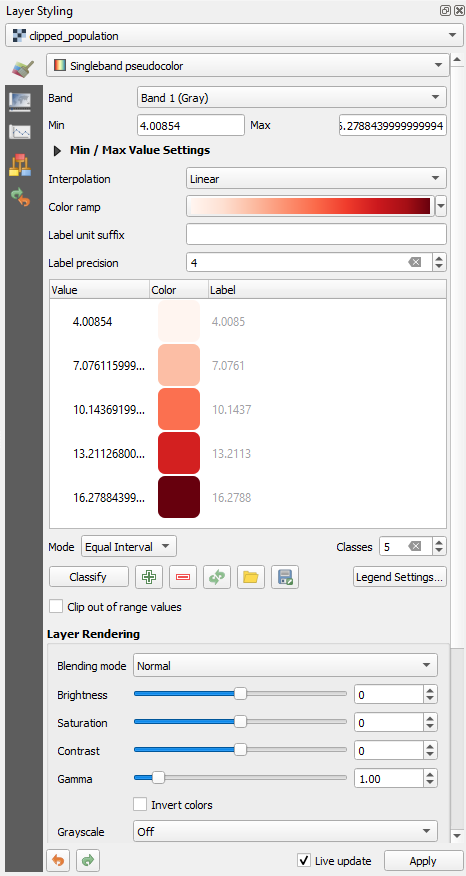 Layer Styling
clipped_population
Singleband pseudocolor
Band Band 1 (Gray)
Min 4.00854 Max 6.2788439999999994
Min / Max Value Settings
Interpolation Linear
Color ramp
Label unit suffix
Label precision 4
Value Color Label
4.00854 4.0085
7.076115999... 7.0761
10.14369199... 10.1437
13.21126800... 13.2113
16.27884399... 16.2788
Mode Equal Interval Classes 5
Classify Legend Settings...
Clip out of range values
Layer Rendering
Blending mode Normal
Brightness 0
Saturation 0
Contrast 0
Gamma 1.00
Invert colors
Grayscale Off
Live update Apply